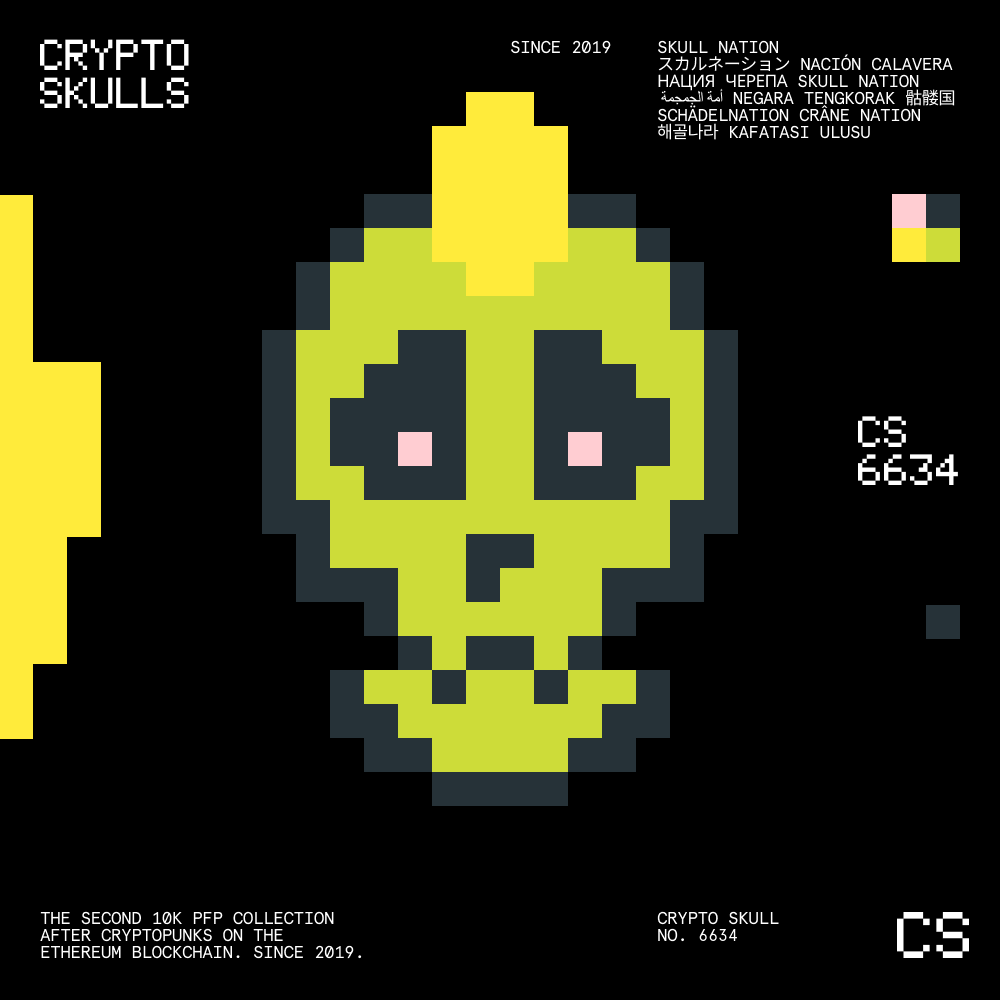 CRYPTO
SKULLS
SINCE 2019
SKULL NATION
スカルネーション NACIÓN CALAVERA
НАЦИЯ ЧЕРЕПА SKULL NATION
أمة الجمجمة NEGARA TENGKORAK 骷髅国
SCHÄDELNATION CRÂNE NATION
해골나라 KAFATASI ULUSU
CS
6634
THE SECOND 10K PFP COLLECTION
AFTER CRYPTOPUNKS ON THE
ETHEREUM BLOCKCHAIN. SINCE 2019.
CRYPTO SKULL
NO. 6634
CS